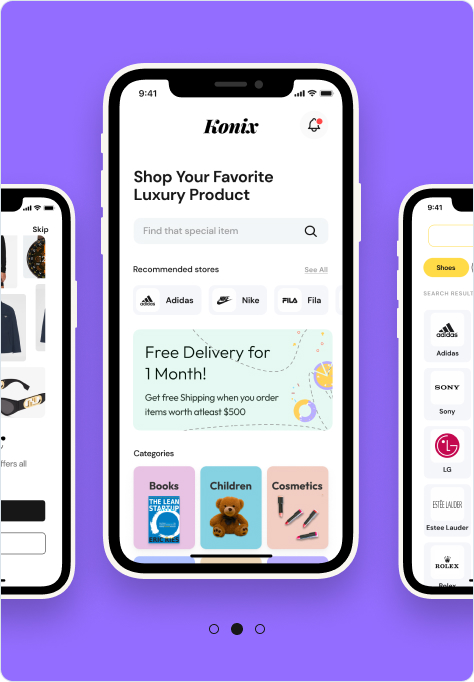 9:41
Konix
Shop Your Favorite
Luxury Product
Find that special item
Recommended stores
See All
Adidas
Nike
FILA
Fila
Free Delivery for
1 Month!
Get free Shipping when you order
items worth atleast $500
Categories
Books
Children
Cosmetics
THE LEAN
STARTUP
ERIC RIES
Skip
ffers all
9:41
Shoes
SEARCH RESULT
adidas
Adidas
SONY
Sony
LG
ESTĒE LAUDER
Estee Lauder
ROLEX
Rolex